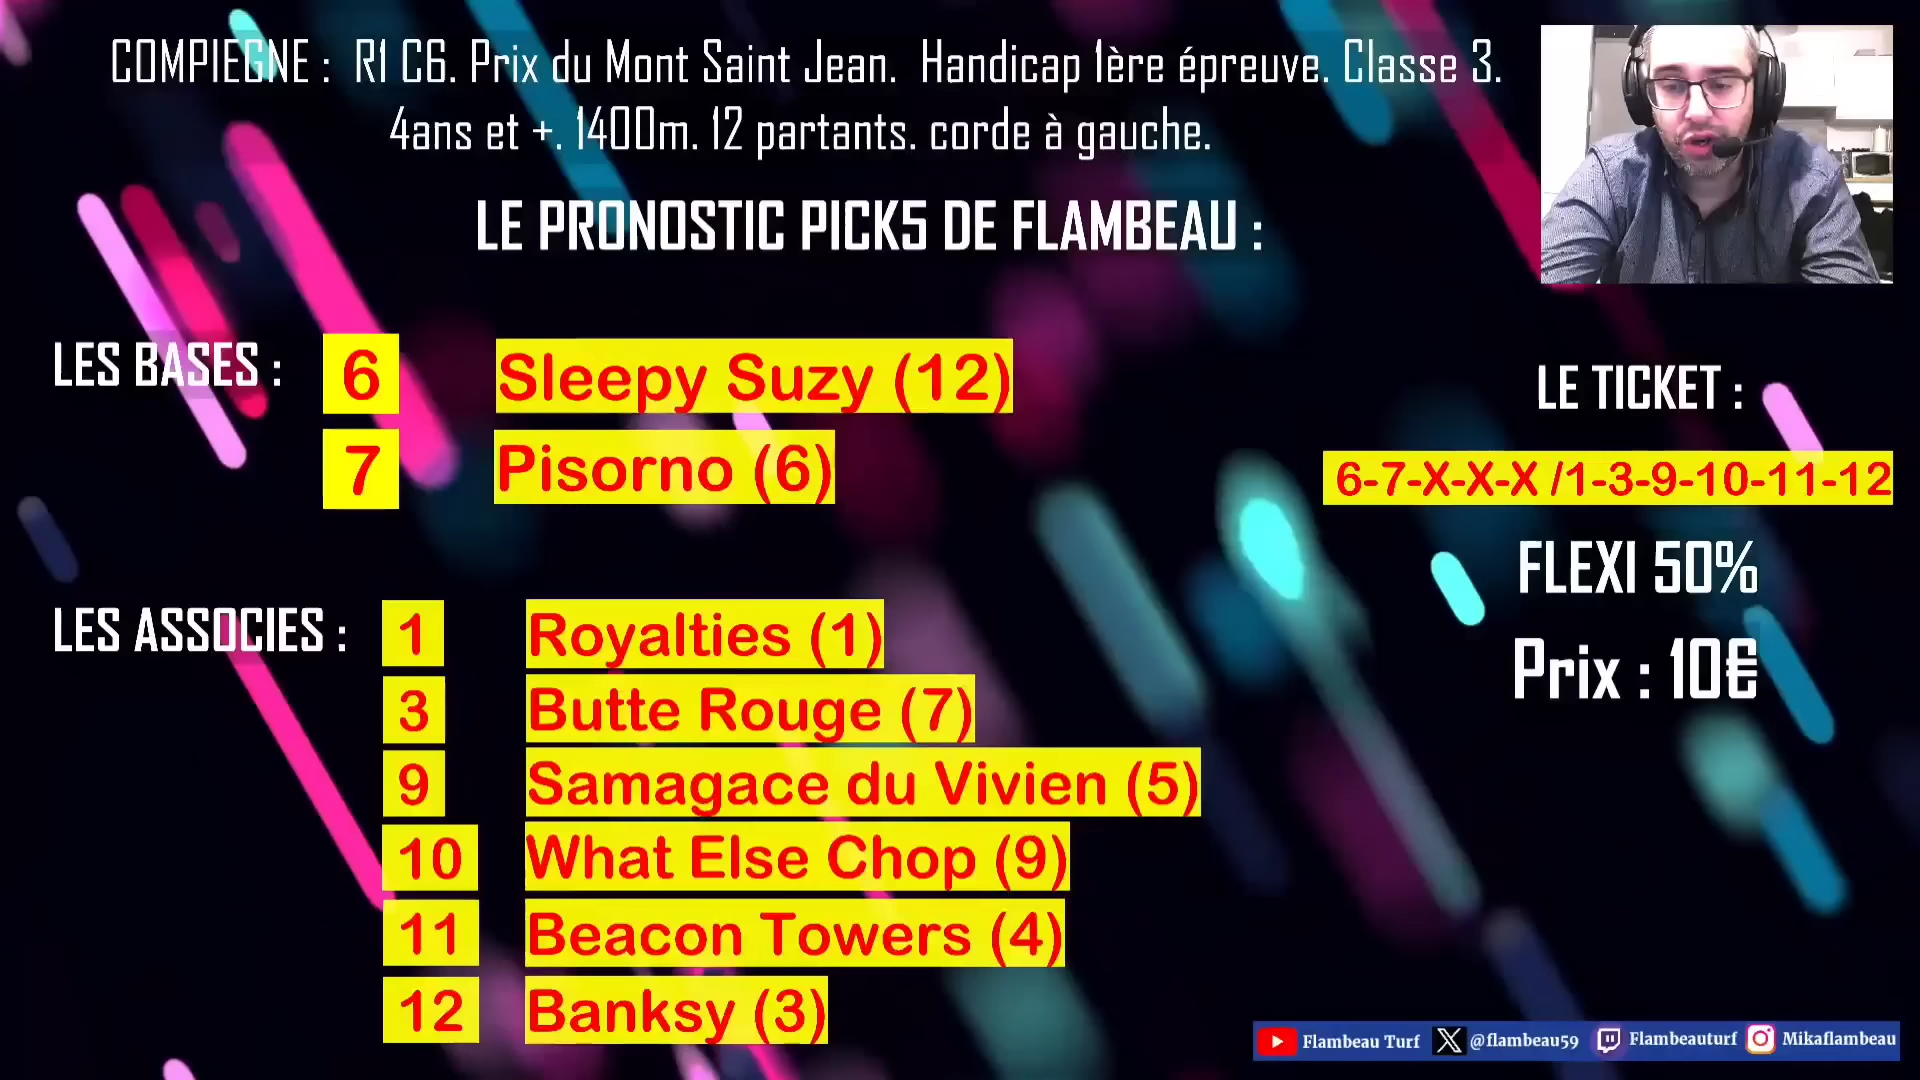 COMPIEGNE : R1 C6. Prix du Mont Saint Jean. Handicap 1ère épreuve. Classe 3.
4ans et +. 1400m. 12 partants. corde à gauche.
LE PRONOSTIC PICK5 DE FLAMBEAU :
LES BASES :
6 Sleepy Suzy (12)
7 Pisorno (6)
LES ASSOCIES :
1 Royalties (1)
3 Butte Rouge (7)
9 Samagace du Vivien (5)
10 What Else Chop (9)
11 Beacon Towers (4)
12 Banksy (3)
LE TICKET :
6-7-X-X-X /1-3-9-10-11-12
FLEXI 50%
Prix : 10€
Flambeau Turf @flambeau59 Flambeauturf Mikaflambeau